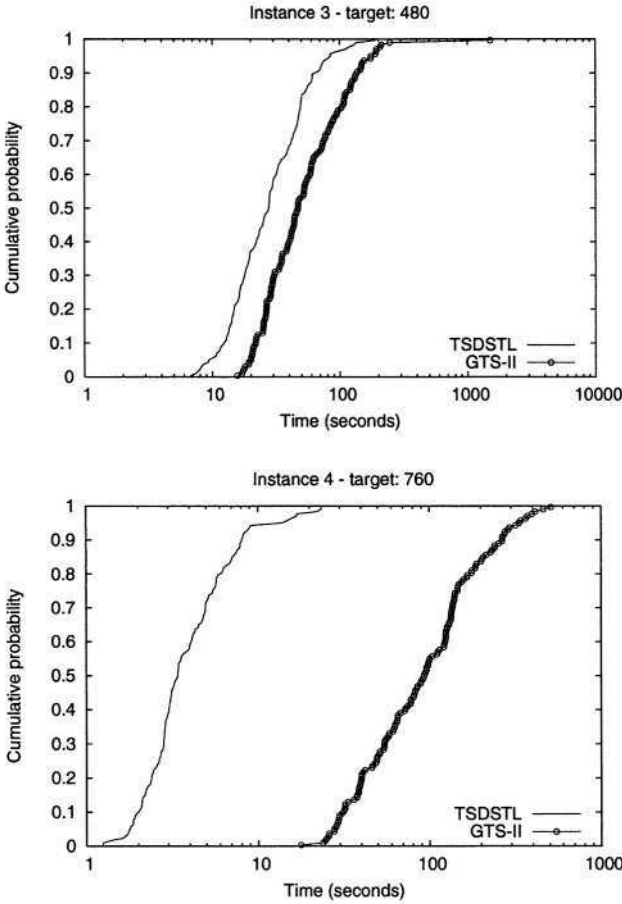 Instance 3 - target: 480
1
0.9
0.8
0.7
0.6
0.5
0.4
0.3
0.2
0.1
0
Cumulative probability
TSDSTL
GTS-II
1 10 100 1000 10000
Time (seconds)
Instance 4 - target: 760
1
0.9
0.8
0.7
0.6
0.5
0.4
0.3
0.2
0.1
0
Cumulative probability
TSDSTL
GTS-II
1 10 100 1000
Time (seconds)